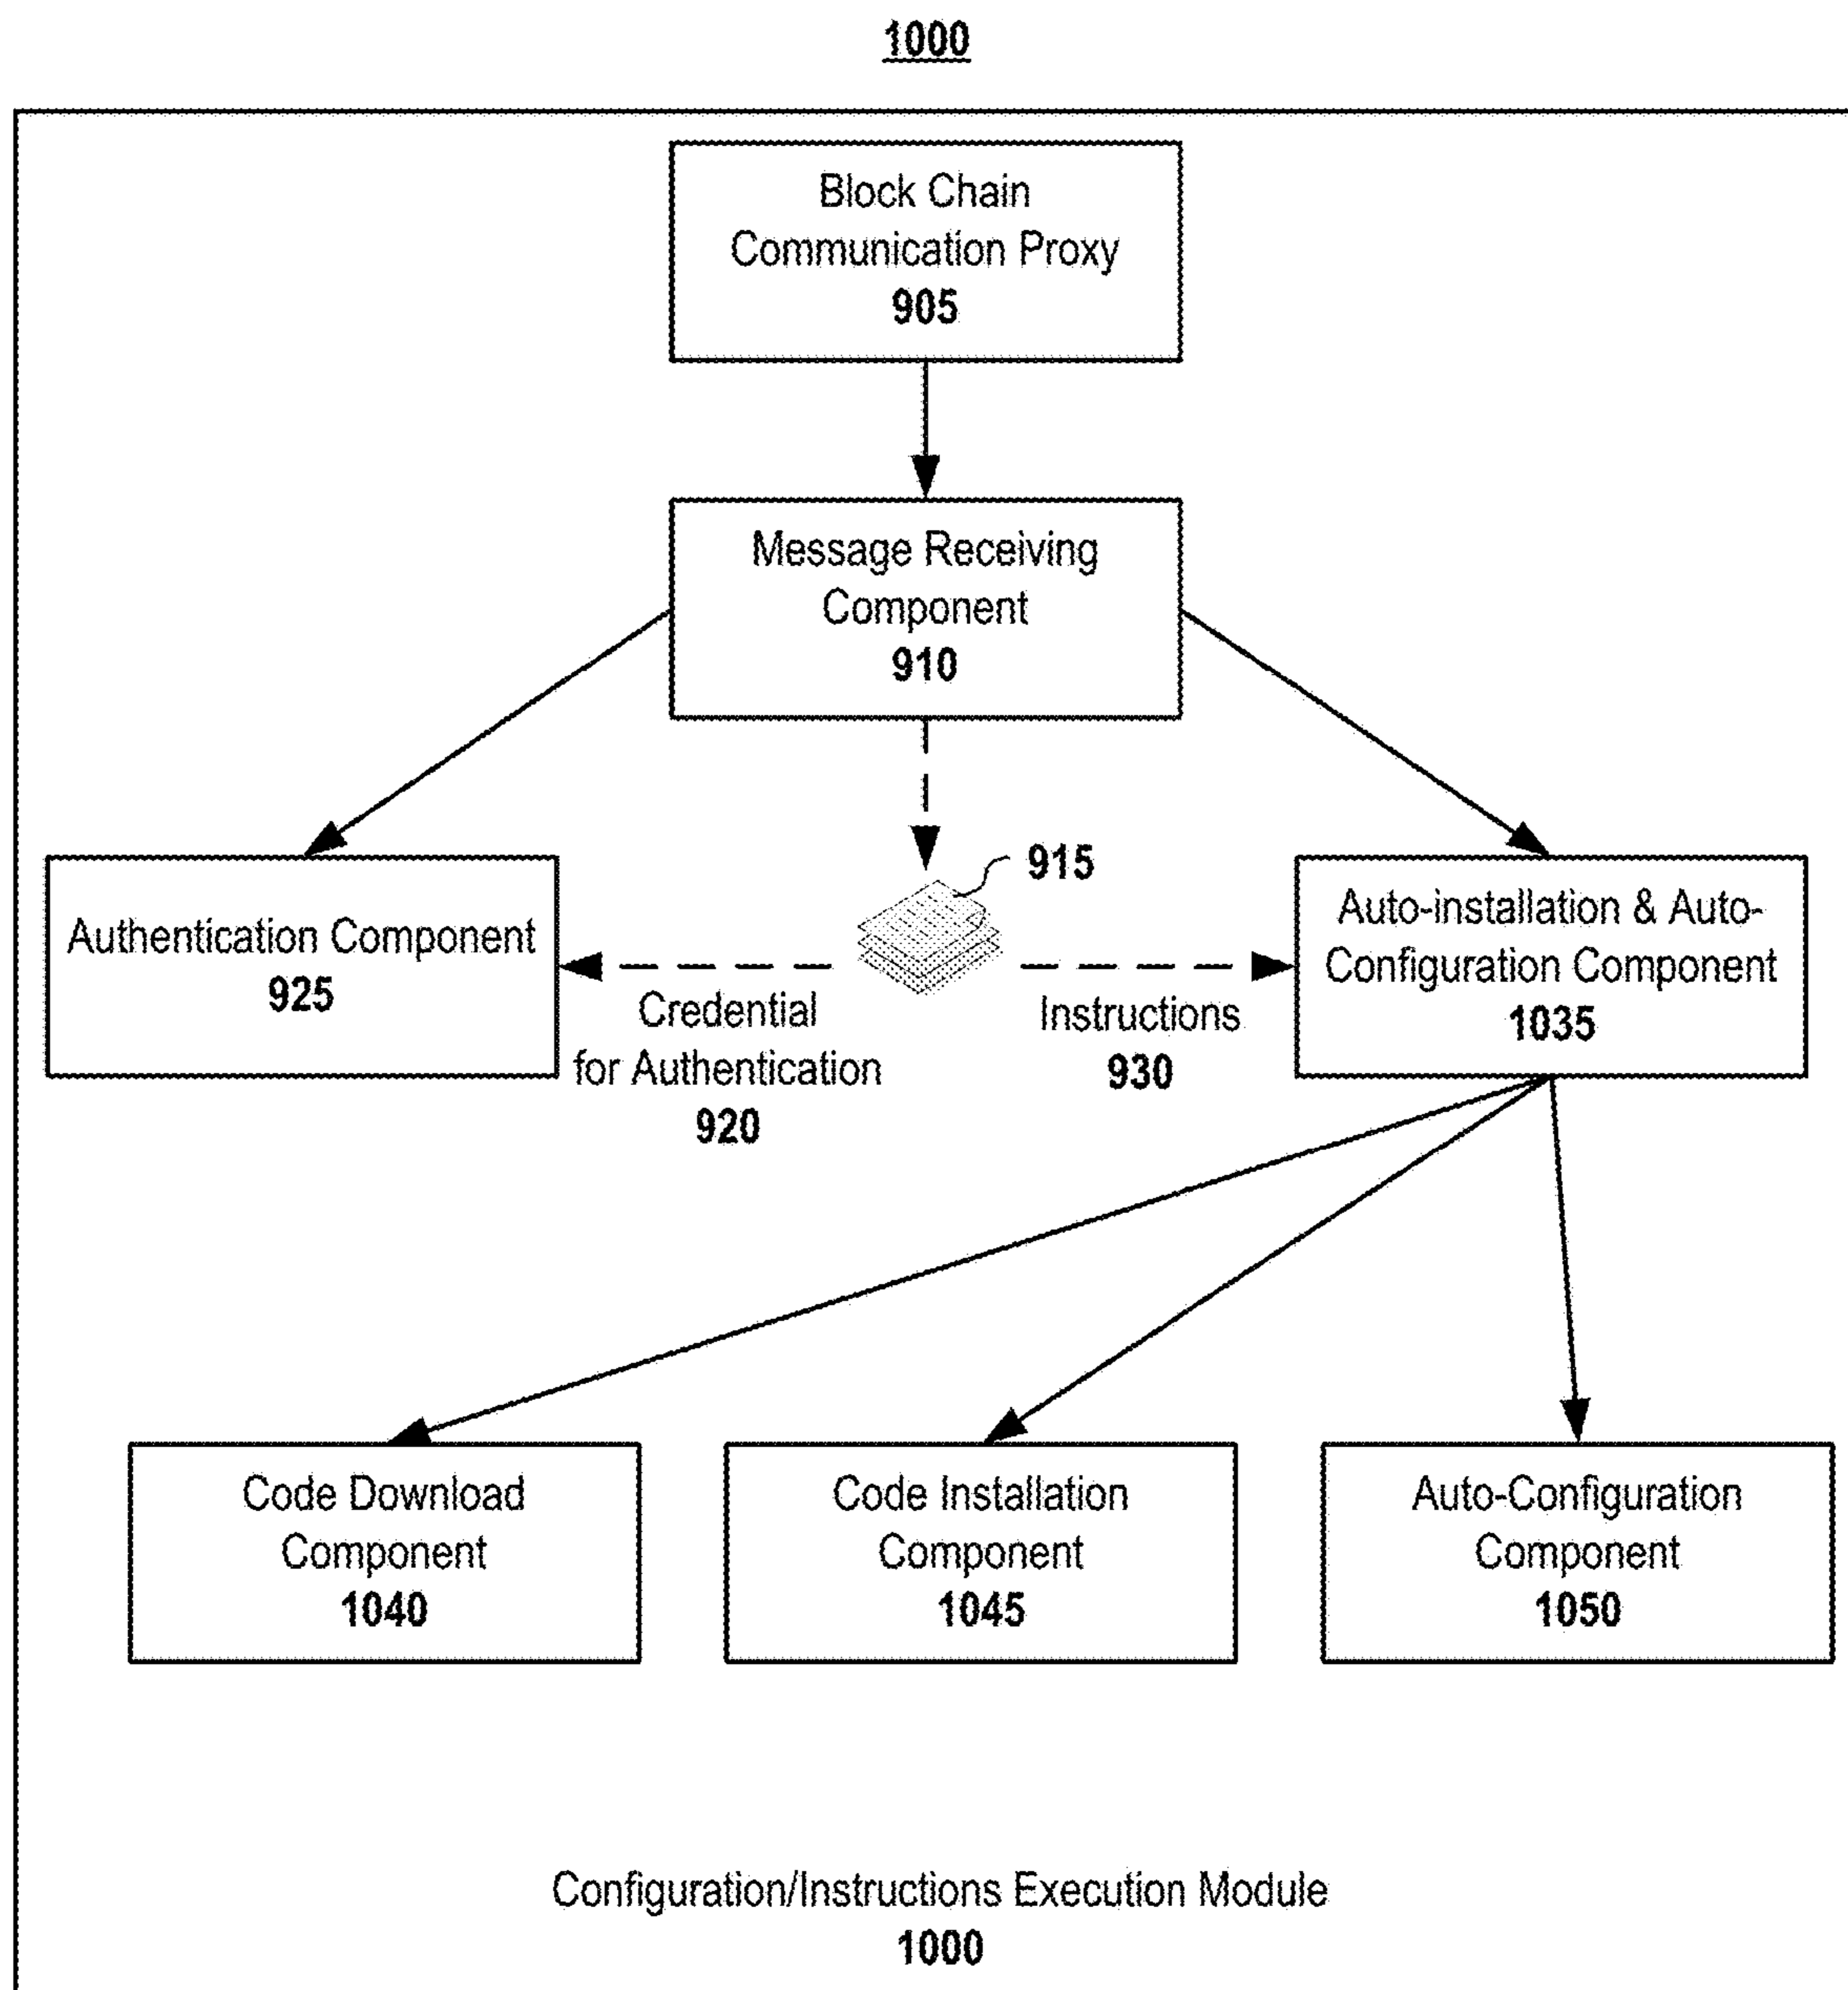 1000
Block Chain
Communication Proxy
905
Message Receiving
Component
910
915
Authentication Component
925
Credential
for Authentication
920
Instructions
930
Auto-installation & Auto-
Configuration Component
1035
Code Download
Component
1040
Code Installation
Component
1045
Auto-Configuration
Component
1050
Configuration/Instructions Execution Module
1000